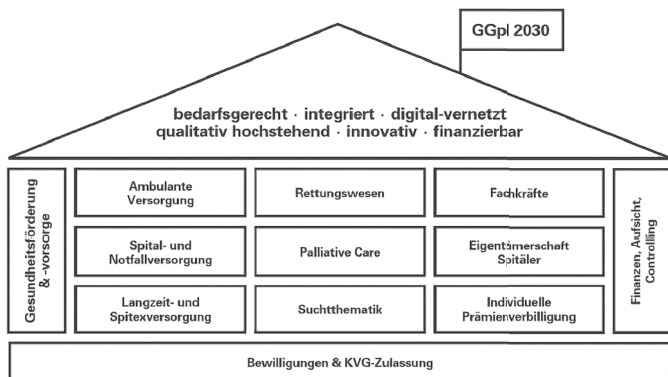 GGpl 2030
bedarfsgerecht · integriert · digital-vernetzt
qualitativ hochstehend · innovativ · finanzierbar
Gesundheitsförderung
& -vorsorge
Ambulante
Versorgung
Rettungswesen
Fachkräfte
Spital- und
Notfallversorgung
Palliative Care
Eigentümerschaft
Spitäler
Langzeit- und
Spitexversorgung
Suchtthematik
Individuelle
Prämienverbilligung
Finanzen, Aufsicht,
Controlling
Bewilligungen & KVG-Zulassung